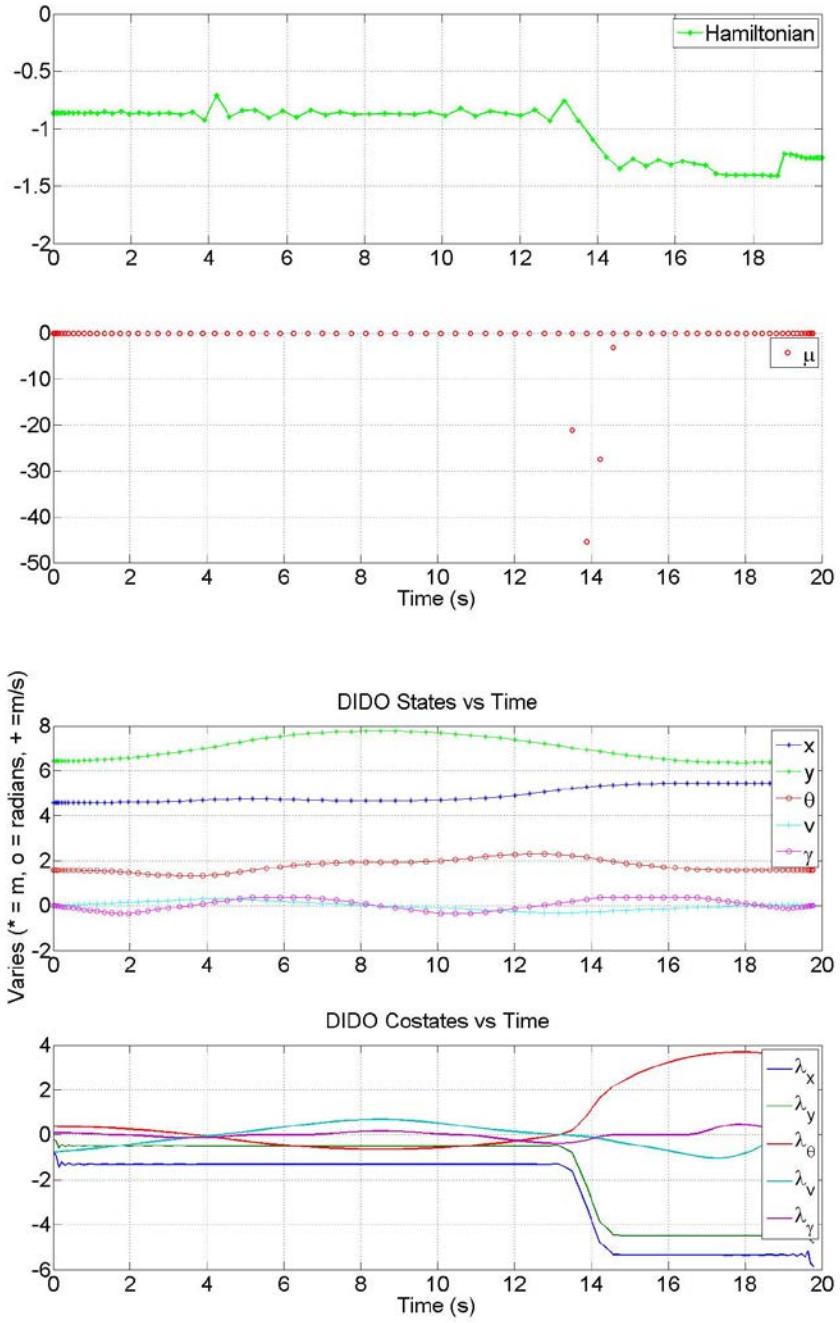 0
-0.5
-1
-1.5
-2
0 2 4 6 8 10 12 14 16 18
Hamiltonian
0
-10
-20
-30
-40
-50
0 2 4 6 8 10 12 14 16 18 20
μ
Time (s)
Varies (* = m, o = radians, + =m/s)
DIDO States vs Time
8
6
4
2
0
-2
0 2 4 6 8 10 12 14 16 18 20
x
y
θ
v
γ
DIDO Costates vs Time
4
2
0
-2
-4
-6
0 2 4 6 8 10 12 14 16 18 20
λx
λy
λθ
λv
λγ
Time (s)